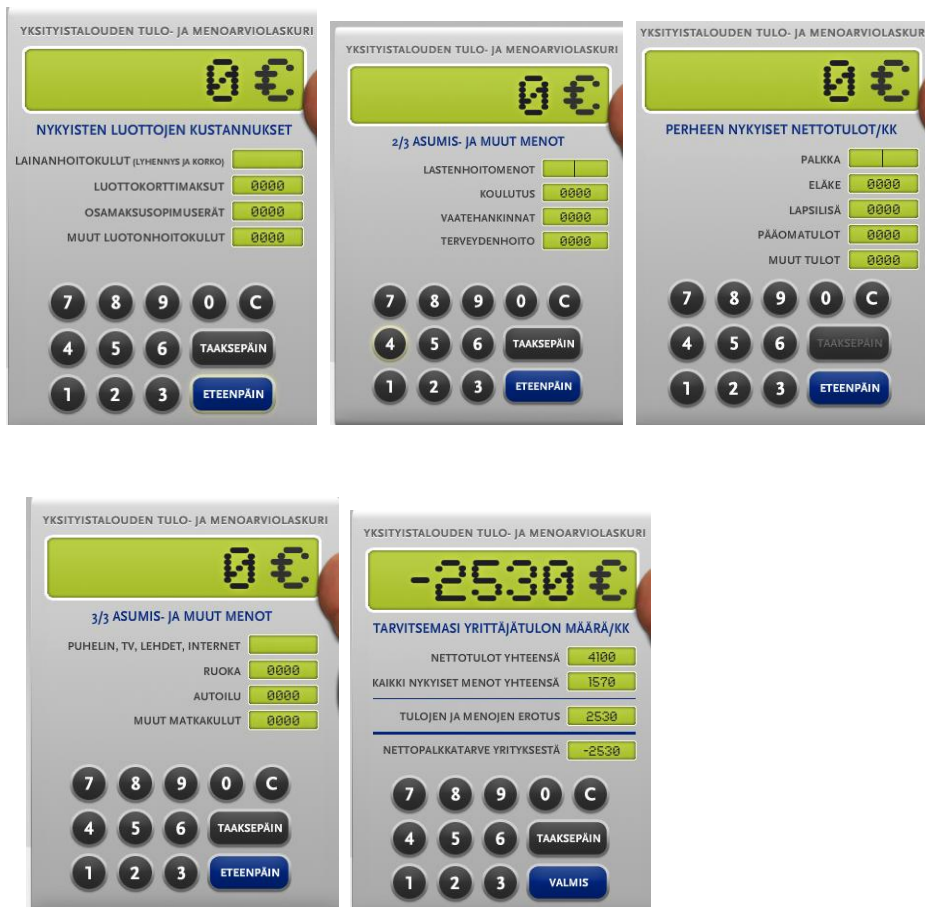 YKSITYISTALOUDEN TULO- JA MENOARVIOLASKURI
0 €
NYKYISTEN LUOTTOJEN KUSTANNUKSET
LAINANHOITOKULUT (LYHENNYS JA KORKO)
LUOTTOKORTTIMAKSUT 0000
OSAMAKSUSOPIMUSERÄT 0000
MUUT LUOTONHOITOKULUT 0000
7 8 9 0 C
4 5 6 TAAKSEPÄIN
1 2 3 ETEENPÄIN
YKSITYISTALOUDEN TULO- JA MENOARVIOLASKURI
0 €
2/3 ASUMIS- JA MUUT MENOT
LASTENHOITOMENOT
KOULUTUS 0000
VAATEHANKINNAT 0000
TERVEYDENHOITO 0000
7 8 9 0 C
4 5 6 TAAKSEPÄIN
1 2 3 ETEENPÄIN
YKSITYISTALOUDEN TULO- JA MENOARVIOLASKUR
0 €
PERHEEN NYKYISET NETTOTULOT/KK
PALKKA
ELÄKE 0000
LAPSILISÄ 0000
PÄÄOMATULOT 0000
MUUT TULOT 0000
7 8 9 0 C
4 5 6 TAAKSEPÄIN
1 2 3 ETEENPÄIN
YKSITYISTALOUDEN TULO- JA MENOARVIOLASKURI
0 €
3/3 ASUMIS- JA MUUT MENOT
PUHELIN, TV, LEHDET, INTERNET
RUOKA 0000
AUTOILU 0000
MUUT MATKAKULUT 0000
7 8 9 0 C
4 5 6 TAAKSEPÄIN
1 2 3 ETEENPÄIN
YKSITYISTALOUDEN TULO- JA MENOARVIOLASKURI
-2530 €
TARVITSEMASI YRITTÄJÄTULON MÄÄRÄ/KK
NETTOTULOT YHTEENSÄ 4100
KAIKKI NYKYISET MENOT YHTEENSÄ 1570
TULOJEN JA MENOJEN EROTUS 2530
NETTOPALKKATARVE YRITYKSESTÄ -2530
7 8 9 0 C
4 5 6 TAAKSEPÄIN
1 2 3 VALMIS